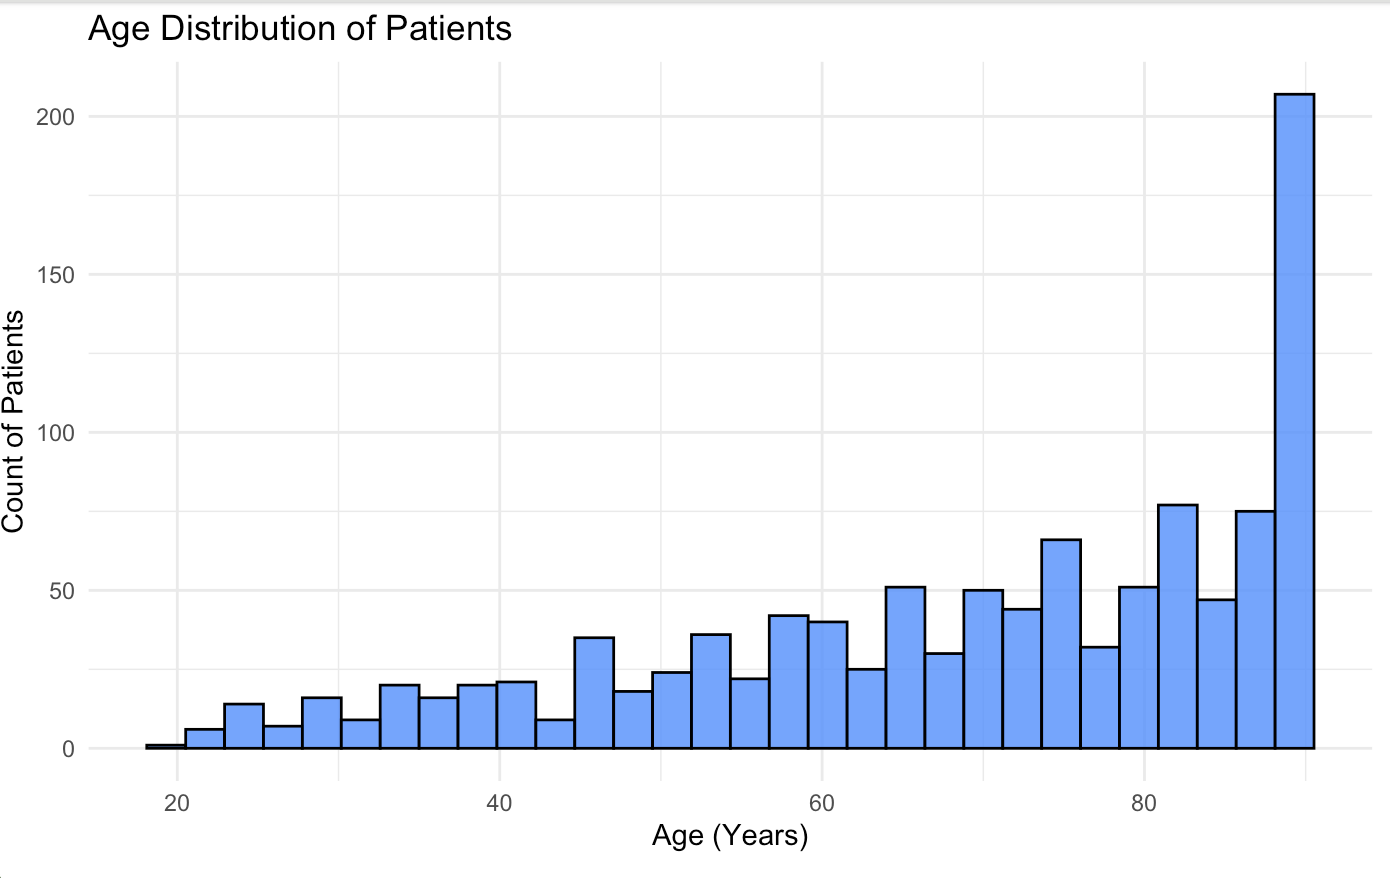 Age Distribution of Patients
Count of Patients
200
150
100
50
0
20 40 60 80
Age (Years)